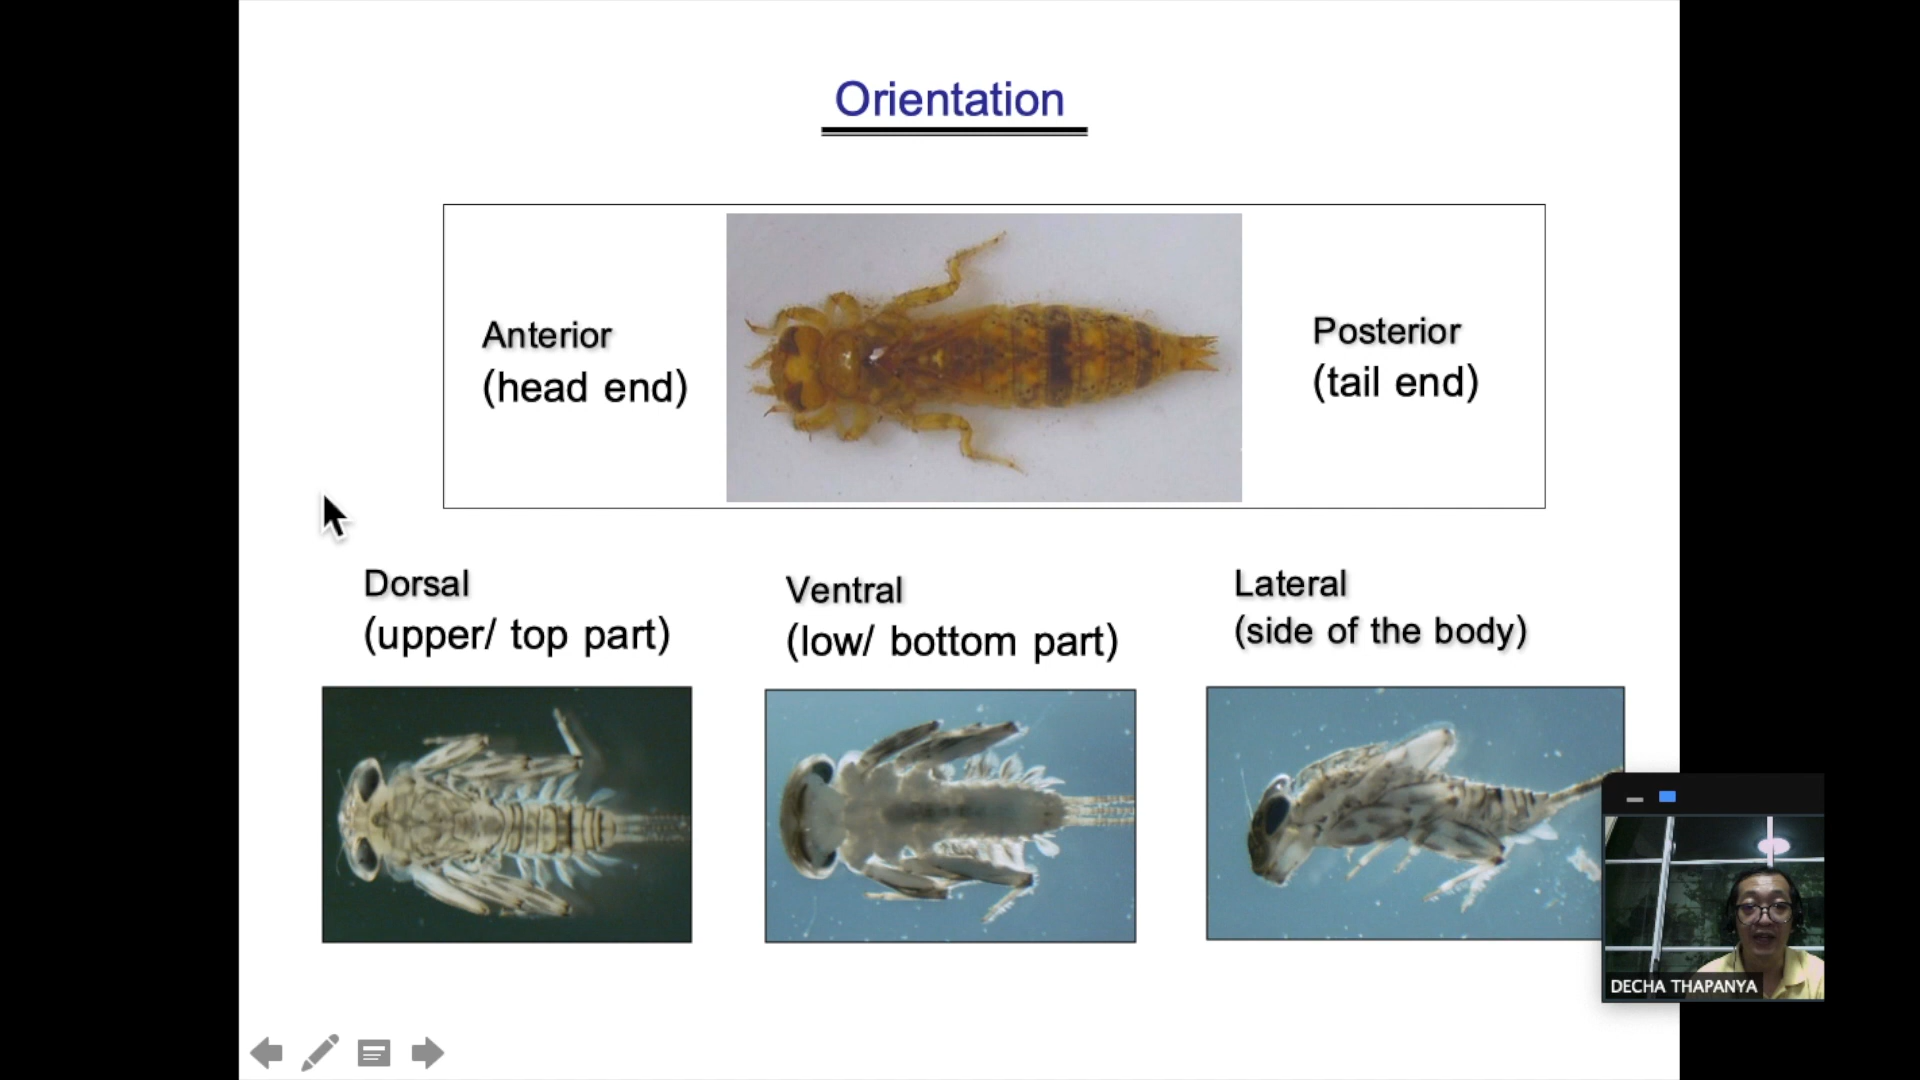 Orientation
Anterior
(head end)
Posterior
(tail end)
Dorsal
(upper/ top part)
Ventral
(low/ bottom part)
Lateral
(side of the body)
DECHA THAPANYA